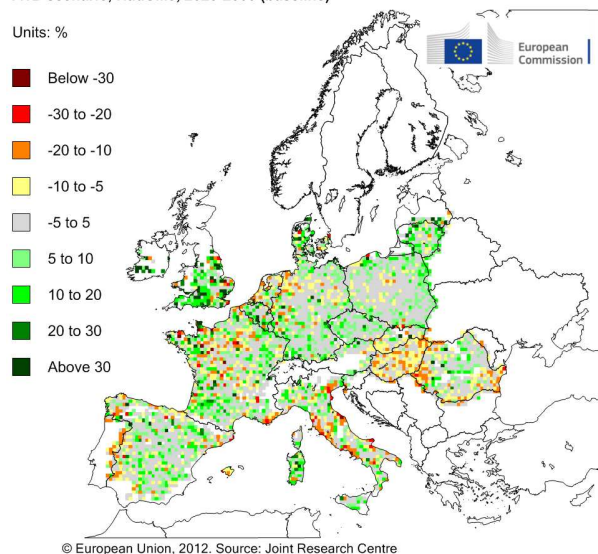 Units: %
Below -30
-30 to -20
-20 to -10
-10 to -5
-5 to 5
5 to 10
10 to 20
20 to 30
Above 30
European
Commission
© European Union, 2012. Source: Joint Research Centre